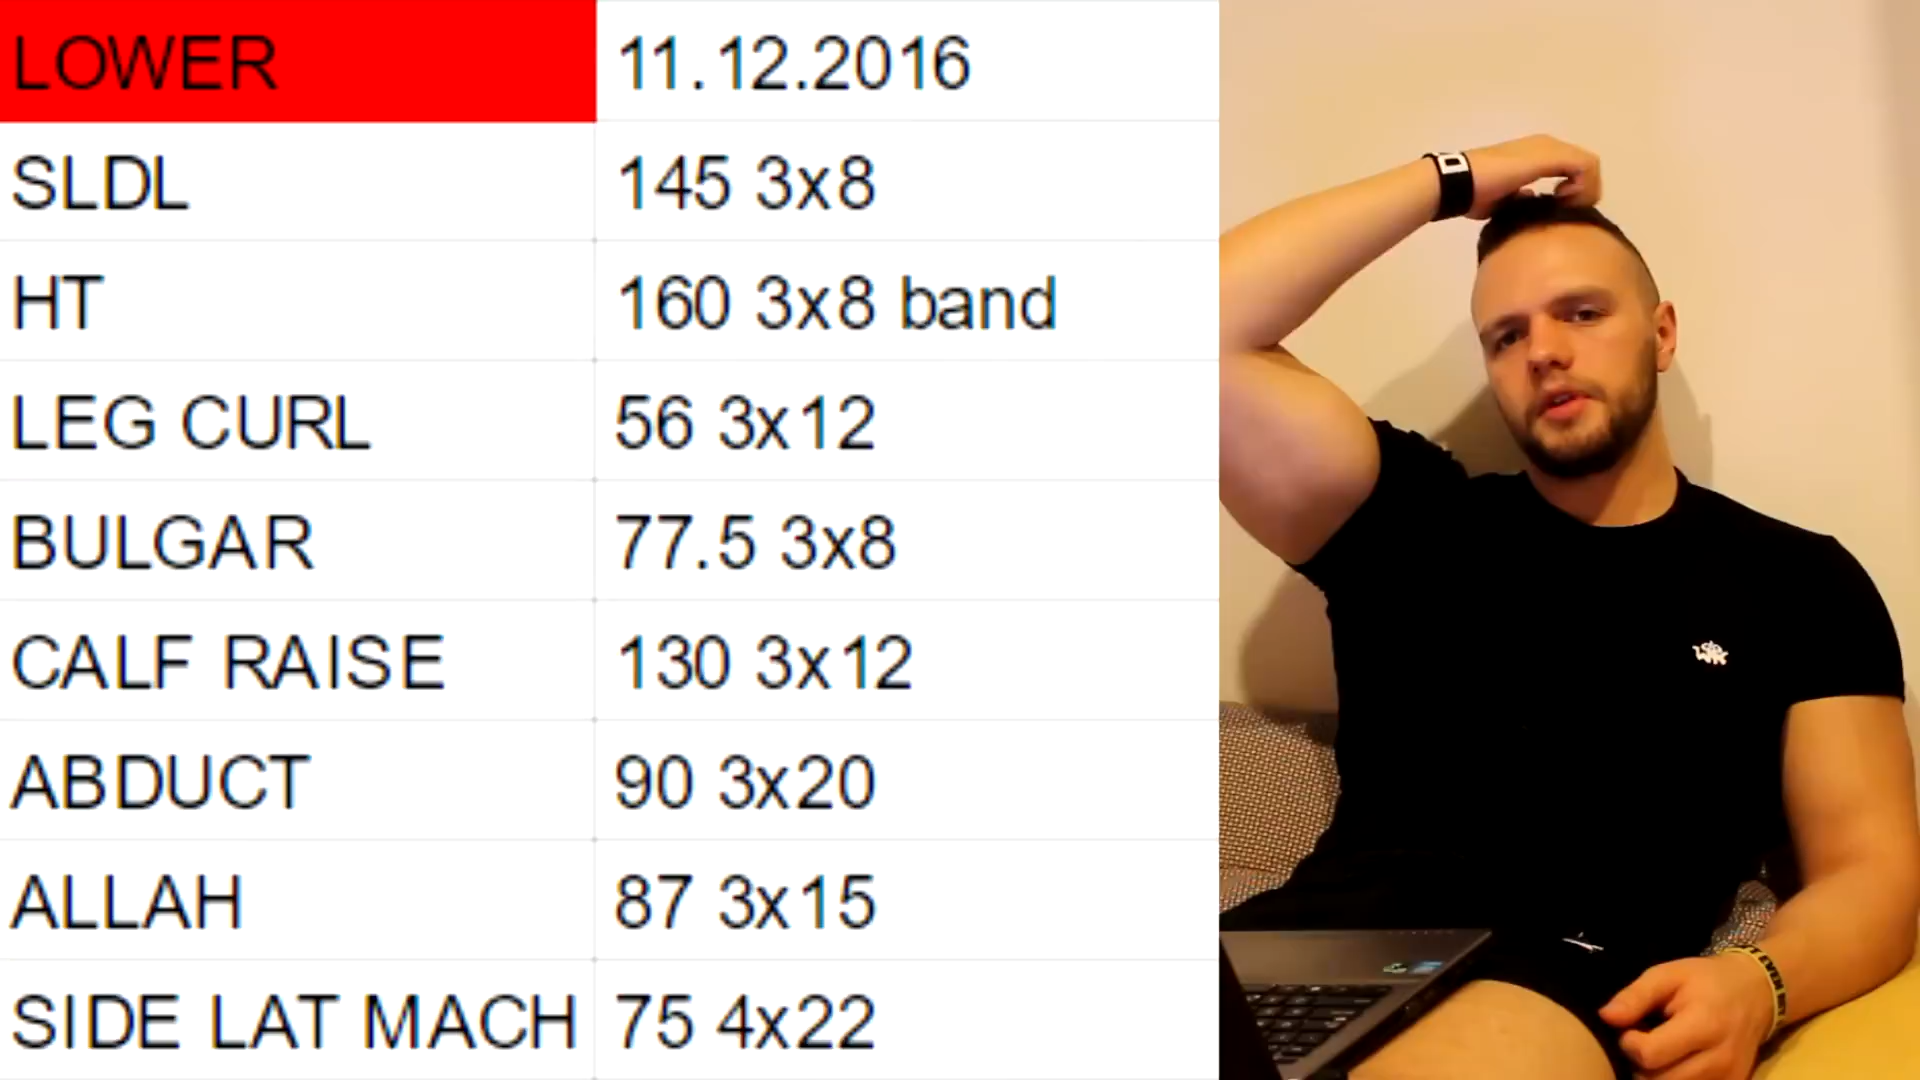 LOWER 11.12.2016
SLDL 145 3x8
HT 160 3x8 band
LEG CURL 56 3x12
BULGAR 77.5 3x8
CALF RAISE 130 3x12
ABDUCT 90 3x20
ALLAH 87 3x15
SIDE LAT MACH 75 4x22